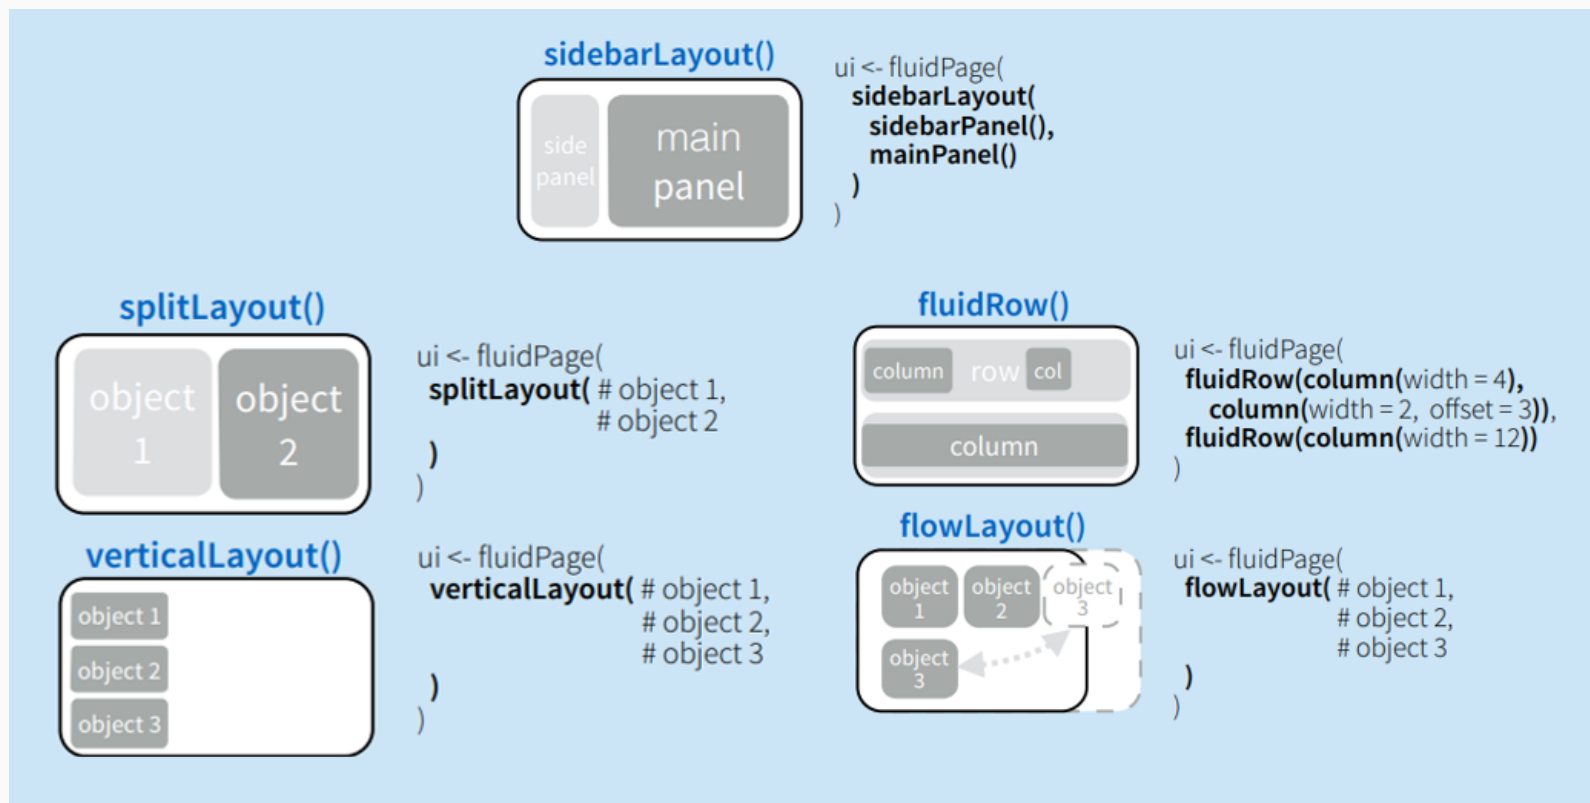 sidebarLayout()
side
panel
main
panel
ui <- fluidPage(
sidebarLayout(
sidebarPanel(),
mainPanel()
)
)
splitLayout()
object
1
object
2
ui <- fluidPage(
splitLayout( # object 1,
# object 2
)
)
fluidRow()
column row col
column
ui <- fluidPage(
fluidRow(column(width = 4),
column(width = 2, offset = 3)),
fluidRow(column(width = 12))
)
verticalLayout()
object 1
object 2
object 3
ui <- fluidPage(
verticalLayout( # object 1,
# object 2,
# object 3
)
)
flowLayout()
object
1
object
2
object
3
object
3
ui <- fluidPage(
flowLayout( # object 1,
# object 2,
# object 3
)
)